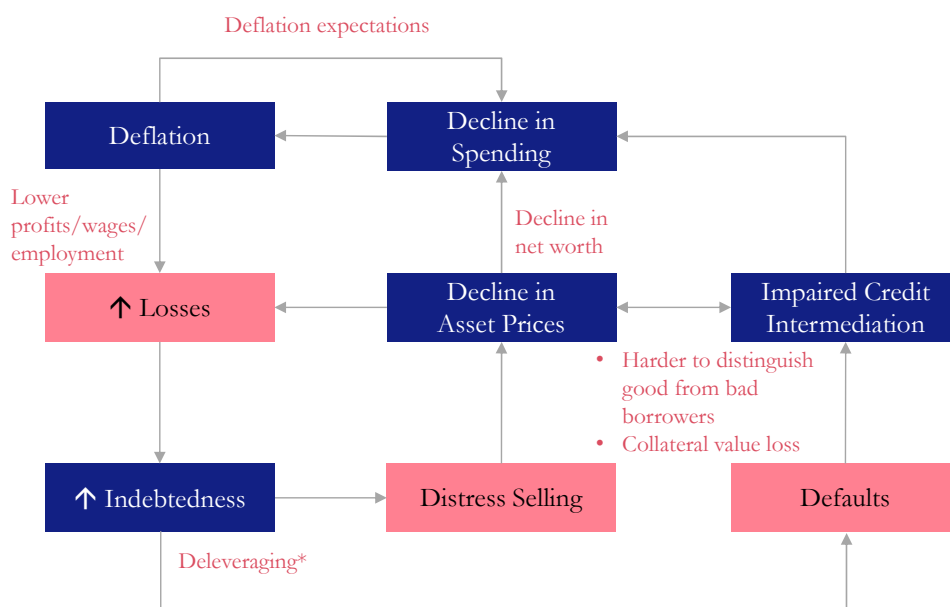 Deflation expectations
Deflation
Decline in
Spending
Lower
profits/wages/
employment
Decline in
net worth
↑ Losses
Decline in
Asset Prices
Impaired Credit
Intermediation
• Harder to distinguish
good from bad
borrowers
• Collateral value loss
↑ Indebtedness
Distress Selling
Defaults
Deleveraging*